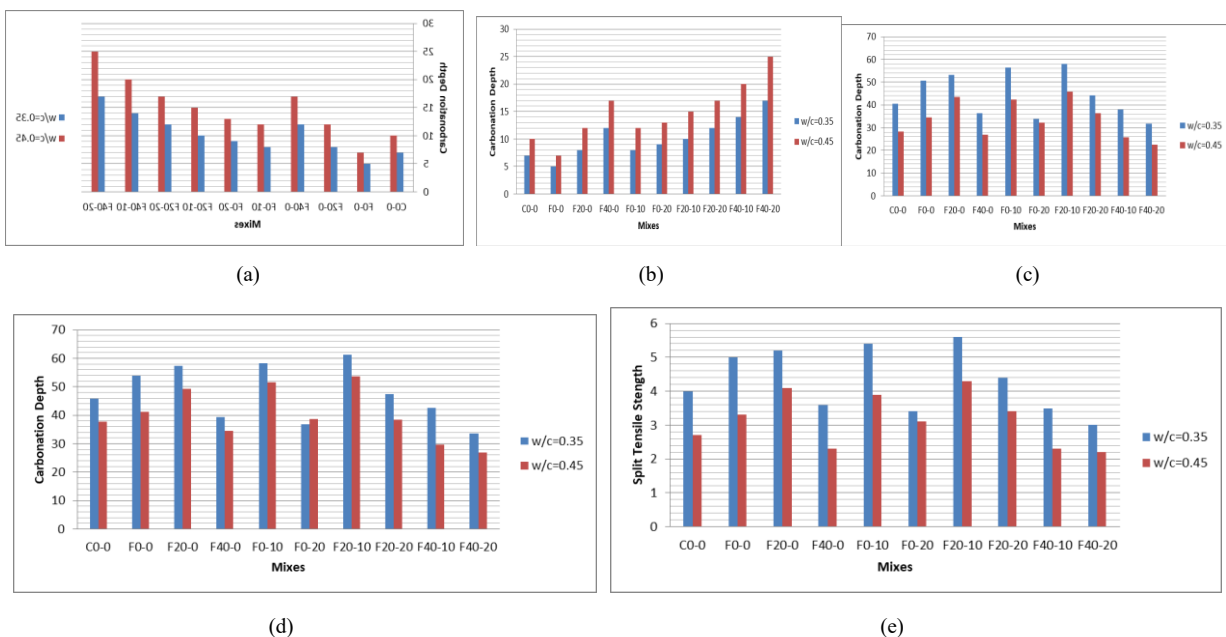 30
25
20
15
10
5
0
Carbonation Depth
w/c=0.35
w/c=0.45
F40-20 F40-10 F20-20 F20-10 F0-20 F0-10 F40-0 F20-0 F0-0 C0-0
Mixes
(a)
30
25
20
15
10
5
0
Carbonation Depth
w/c=0.35
w/c=0.45
C0-0 F0-0 F20-0 F40-0 F0-10 F0-20 F20-10 F20-20 F40-10 F40-20
Mixes
(b)
70
60
50
40
30
20
10
0
Carbonation Depth
w/c=0.35
w/c=0.45
C0-0 F0-0 F20-0 F40-0 F0-10 F0-20 F20-10 F20-20 F40-10 F40-20
Mixes
(c)
70
60
50
40
30
20
10
0
Carbonation Depth
w/c=0.35
w/c=0.45
C0-0 F0-0 F20-0 F40-0 F0-10 F0-20 F20-10 F20-20 F40-10 F40-20
Mixes
(d)
6
5
4
3
2
1
0
Split Tensile Stength
w/c=0.35
w/c=0.45
C0-0 F0-0 F20-0 F40-0 F0-10 F0-20 F20-10 F20-20 F40-10 F40-20
Mixes
(e)